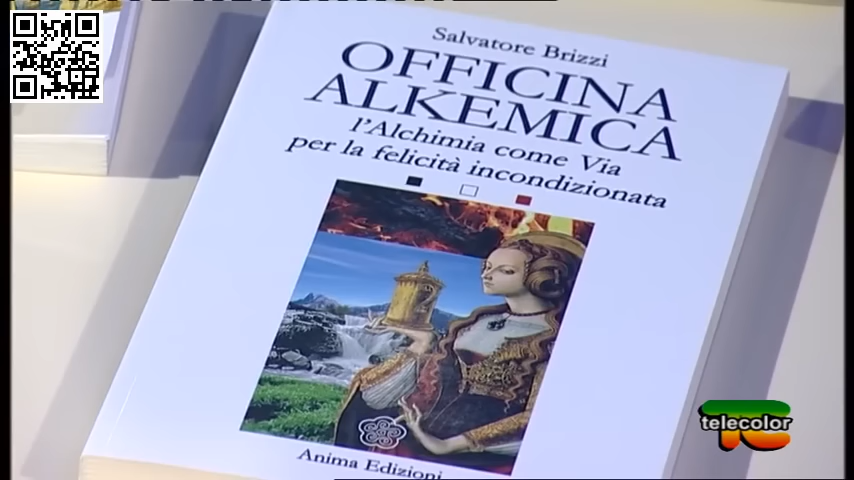 Salvatore Brizzi
OFFICINA
ALKEMICA
l'Alchimia come Via
per la felicità incondizionata
Anima Edizioni
telecolor